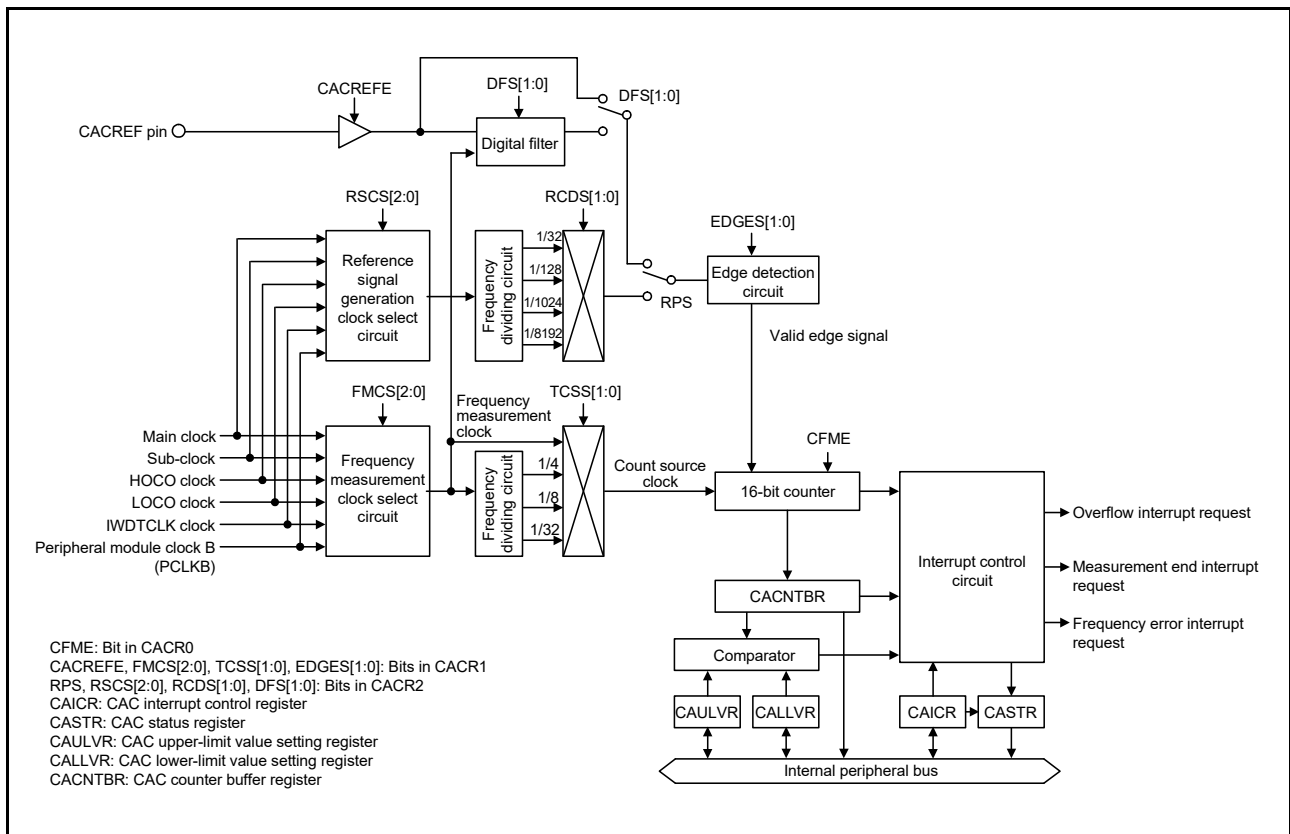 CACREFE
DFS[1:0]
DFS[1:0]
CACREF pin
Digital filter
RSCS[2:0]
RCDS[1:0]
EDGES[1:0]
Reference
signal
generation
clock select
circuit
Frequency
dividing circuit
1/32
1/128
1/1024
1/8192
RPS
Edge detection
circuit
Valid edge signal
FMCS[2:0]
Frequency
measurement
clock
TCSS[1:0]
CFME
Main clock
Sub-clock
HOCO clock
LOCO clock
IWDTCLK clock
Peripheral module clock B
(PCLKB)
Frequency
measurement
clock select
circuit
Frequency
dividing circuit
1/4
1/8
1/32
Count source
clock
16-bit counter
Interrupt control
circuit
Overflow interrupt request
Measurement end interrupt
request
Frequency error interrupt
request
CACNTBR
Comparator
CAULVR
CALLVR
CAICR
CASTR
Internal peripheral bus
CFME: Bit in CACR0
CACREFE, FMCS[2:0], TCSS[1:0], EDGES[1:0]: Bits in CACR1
RPS, RSCS[2:0], RCDS[1:0], DFS[1:0]: Bits in CACR2
CAICR: CAC interrupt control register
CASTR: CAC status register
CAULVR: CAC upper-limit value setting register
CALLVR: CAC lower-limit value setting register
CACNTBR: CAC counter buffer register